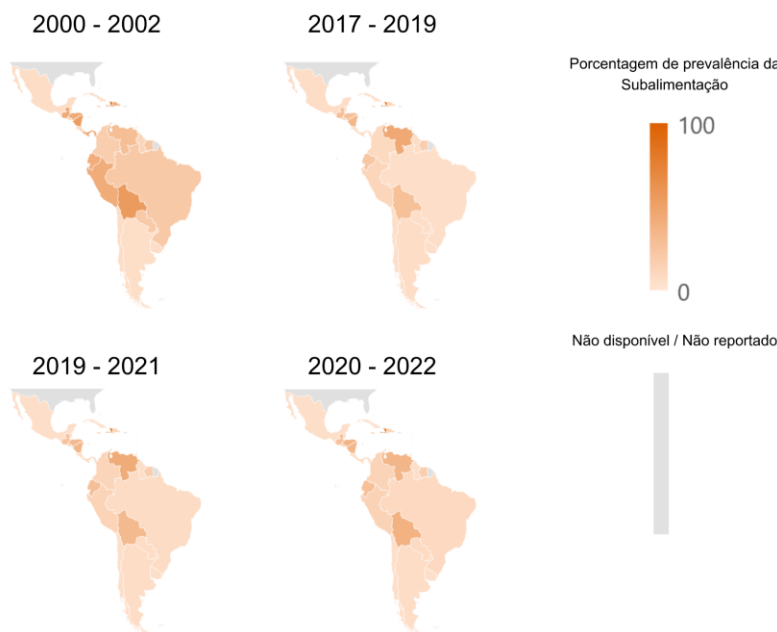 2000 - 2002
2017 - 2019
Porcentagem de prevalência da
Subalimentação
100
0
2019 - 2021
2020 - 2022
Não disponível / Não reportado